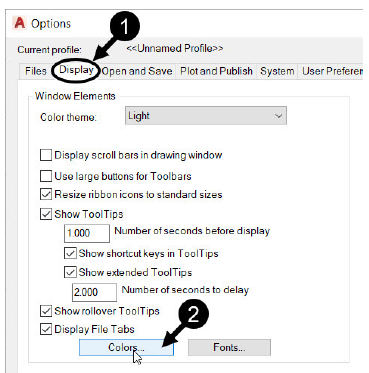 A Options
1
Current profile: <<Unnamed Profile>>
Files Display Open and Save Plot and Publish System User Preferen
Window Elements
Color theme: Light
Display scroll bars in drawing window
Use large buttons for Toolbars
Resize ribbon icons to standard sizes
Show ToolTips
1.000 Number of seconds before display
Show shortcut keys in ToolTips
Show extended ToolTips
2.000 Number of seconds to delay
Show rollover ToolTips
2
Display File Tabs
Colors... Fonts...